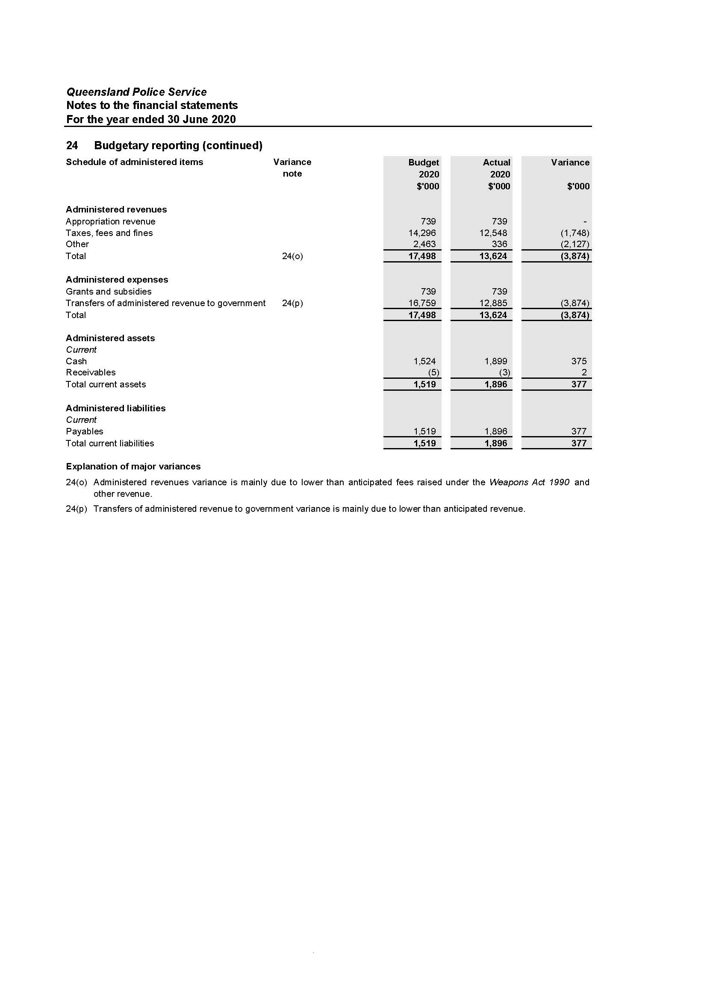 Queensland Police Service
Notes to the financial statements
For the year ended 30 June 2020
24 Budgetary reporting (continued)
Schedule of administered items Variance Budget Actual Variance
note 2020 2020
$'000 $'000 $'000
Administered revenues
Appropriation revenue 739 739 -
Taxes, fees and fines 14,296 12,548 (1,748)
Other 2,463 336 (2,127)
Total 24(o) 17,498 13,624 (3,874)
Administered expenses
Grants and subsidies 739 739
Transfers of administered revenue to government 24(p) 16,759 12,885 (3,874)
Total 17,498 13,624 (3,874)
Administered assets
Current
Cash 1,524 1,899 375
Receivables (5) (3) 2
Total current assets 1,519 1,896 377
Administered liabilities
Current
Payables 1,519 1,896 377
Total current liabilities 1,519 1,896 377
Explanation of major variances
24(o) Administered revenues variance is mainly due to lower than anticipated fees raised under the Weapons Act 1990 and
other revenue.
24(p) Transfers of administered revenue to government variance is mainly due to lower than anticipated revenue.